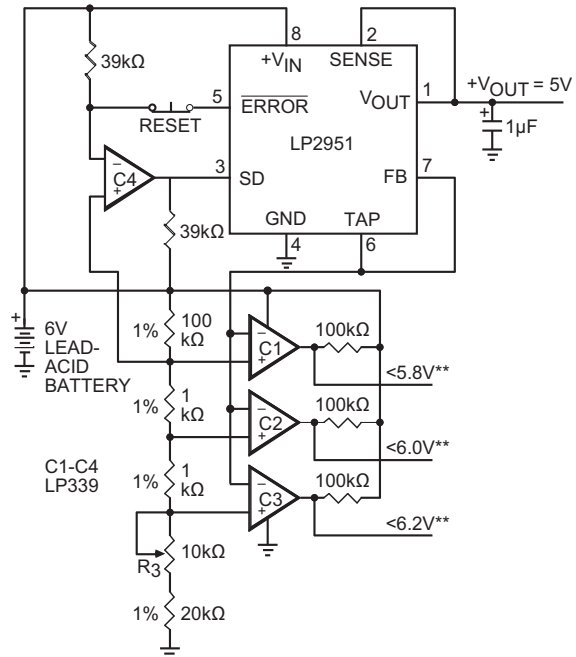 8
2
39kΩ
+VIN
SENSE
5
ERROR
VOUT
1
+VOUT = 5V
RESET
LP2951
+
1µF
−
C4
+
3
SD
FB
7
39kΩ
GND
TAP
4
6
+
6V
LEAD-
ACID
BATTERY
1%
100
kΩ
−
C1
+
100kΩ
<5.8V**
1%
1
kΩ
−
C2
+
100kΩ
<6.0V**
C1-C4
LP339
1%
1
kΩ
−
C3
+
100kΩ
<6.2V**
R3
10kΩ
1%
20kΩ